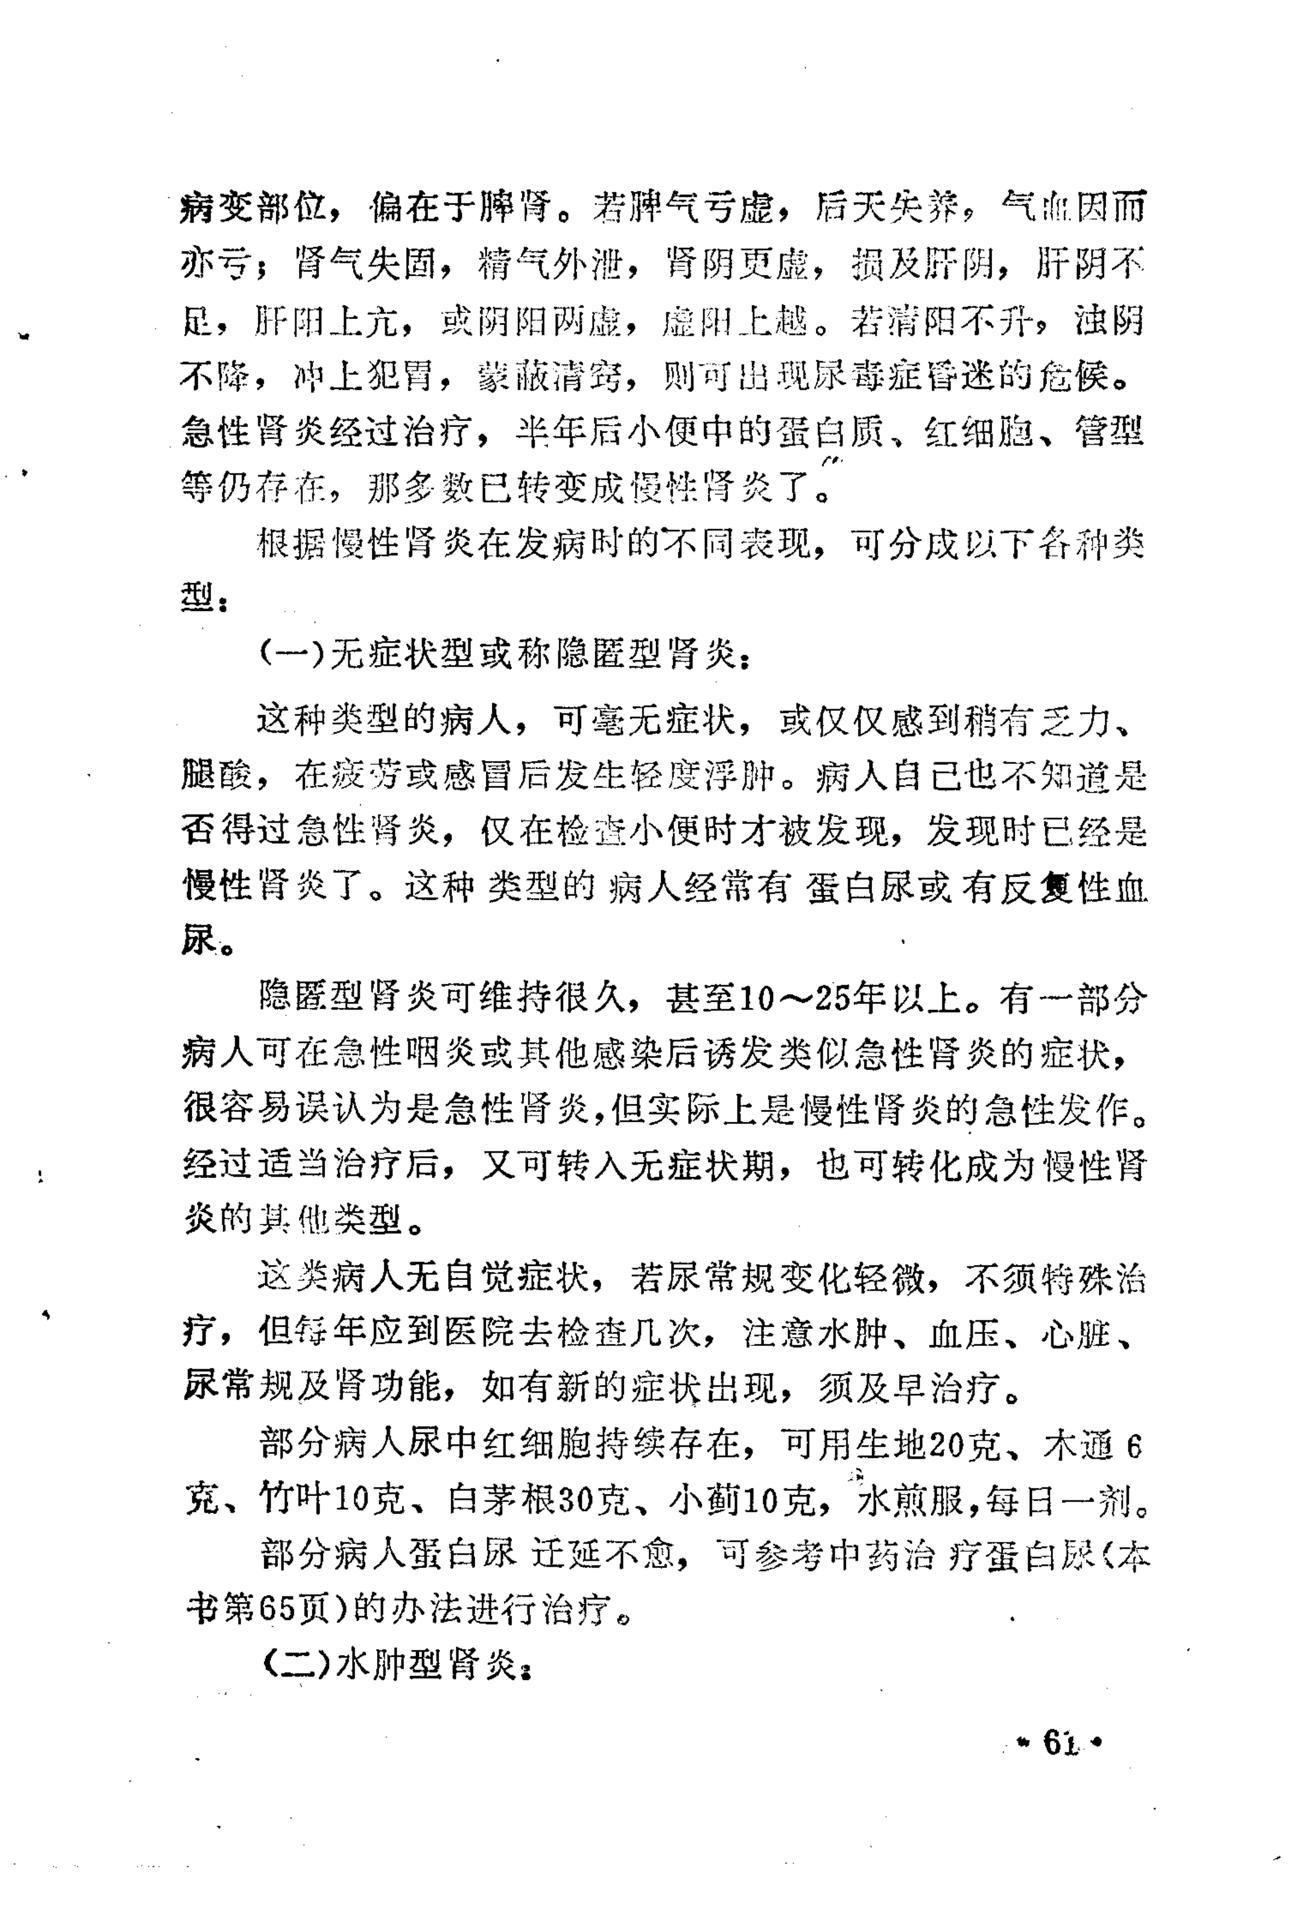 病变部位，偏在于脾肾。若脾气亏虚，后天失养，气血因而
亦亏；肾气失固，精气外泄，肾阴更虚，损及肝阴，肝阴不
足，肝阳上亢，或阴阳两虚，虚阳上越。若清阳不升，浊阴
不降，冲上犯胃，蒙蔽清窍，则可出现尿毒症昏迷的危候。
急性肾炎经过治疗，半年后小便中的蛋白质、红细胞、管型
等仍存在，那多数已转变成慢性肾炎了。
根据慢性肾炎在发病时的不同表现，可分成以下各种类
型：
(一)无症状型或称隐匿型肾炎：
这种类型的病人，可毫无症状，或仅仅感到稍有乏力、
腿酸，在疲劳或感冒后发生轻度浮肿。病人自己也不知道是
否得过急性肾炎，仅在检查小便时才被发现，发现时已经是
慢性肾炎了。这种类型的病人经常有蛋白尿或有反复性血
尿。
隐匿型肾炎可维持很久，甚至10～25年以上。有一部分
病人可在急性咽炎或其他感染后诱发类似急性肾炎的症状，
很容易误认为是急性肾炎，但实际上是慢性肾炎的急性发作。
经过适当治疗后，又可转入无症状期，也可转化成为慢性肾
炎的其他类型。
这类病人无自觉症状，若尿常规变化轻微，不须特殊治
疗，但每年应到医院去检查几次，注意水肿、血压、心脏、
尿常规及肾功能，如有新的症状出现，须及早治疗。
部分病人尿中红细胞持续存在，可用生地20克、木通6
克、竹叶10克、白茅根30克、小蓟10克，水煎服，每日一剂。
部分病人蛋白尿迁延不愈，可参考中药治疗蛋白尿(本
书第65页)的办法进行治疗。
(二)水肿型肾炎：
• 61 •